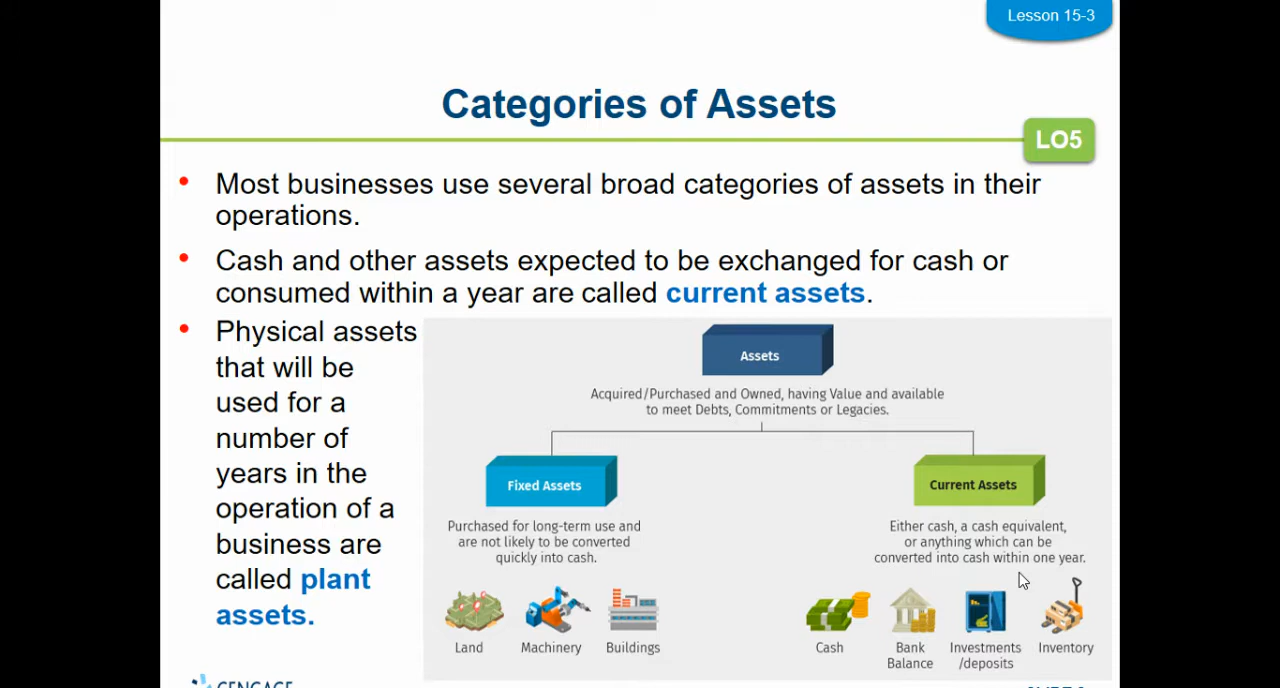 Lesson 15-3
Categories of Assets
LO5
• Most businesses use several broad categories of assets in their
operations.
• Cash and other assets expected to be exchanged for cash or
consumed within a year are called current assets.
• Physical assets
that will be
used for a
number of
years in the
operation of a
business are
called plant
assets.
Assets
Acquired/Purchased and Owned, having Value and available
to meet Debts, Commitments or Legacies.
Fixed Assets
Purchased for long-term use and
are not likely to be converted
quickly into cash.
Land
Machinery
Buildings
Current Assets
Either cash, a cash equivalent,
or anything which can be
converted into cash within one year.
Cash
Bank
Balance
Investments
/deposits
Inventory
CENGAGE